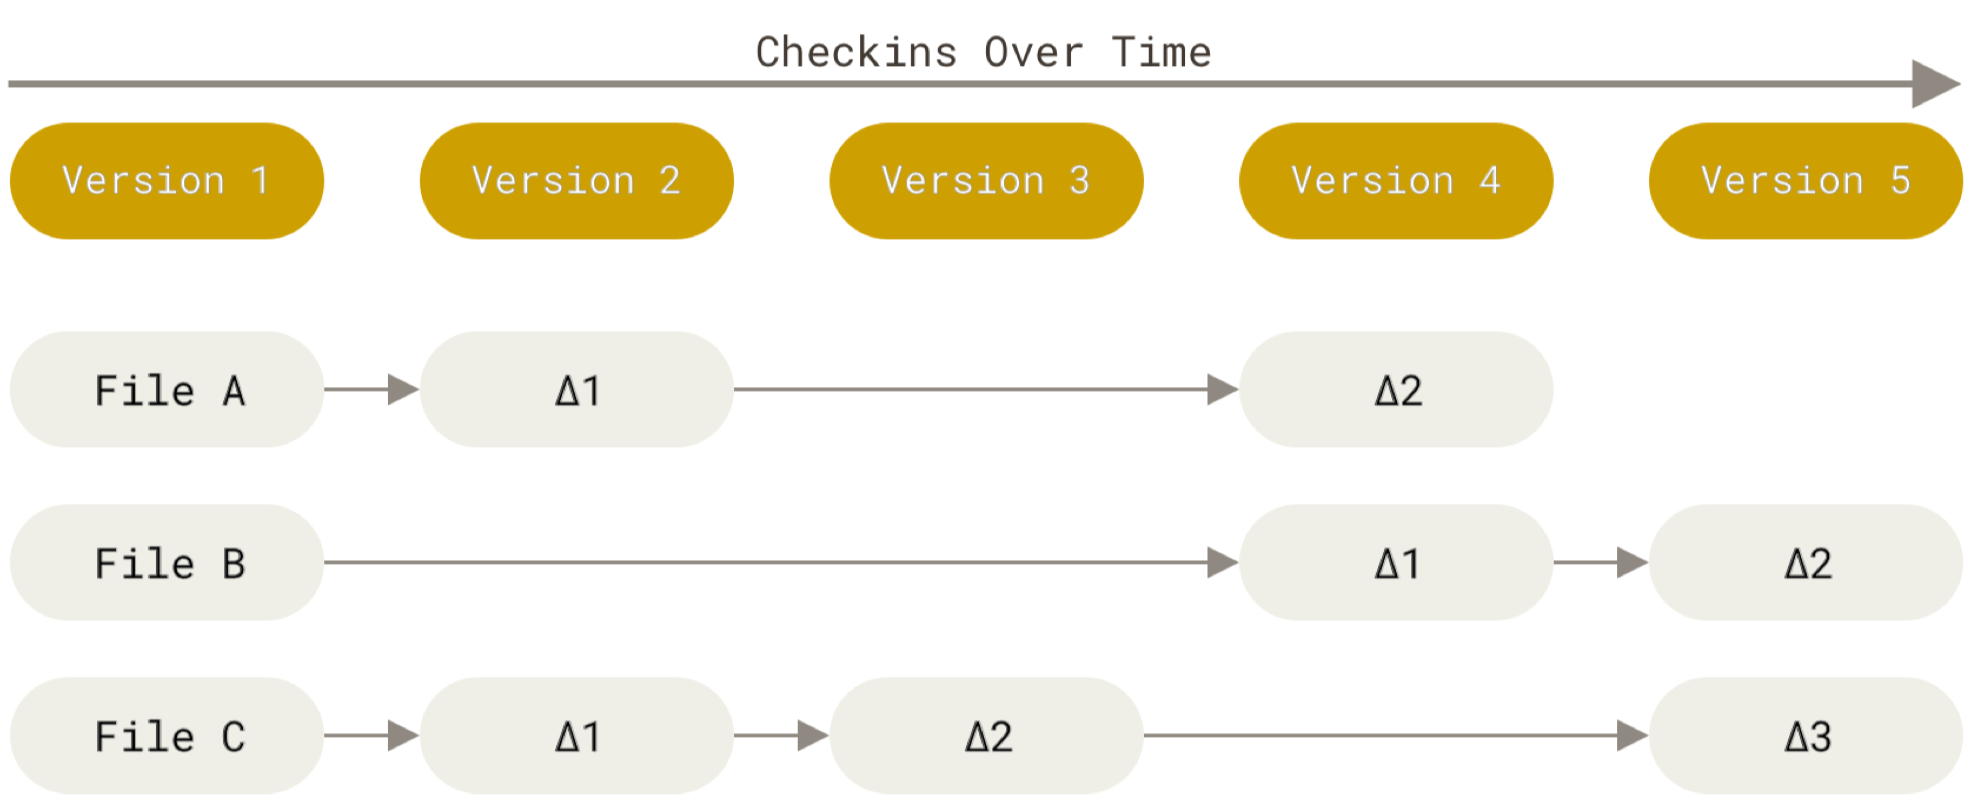 Checkins Over Time
Version 1 Version 2 Version 3 Version 4 Version 5
File A Δ1 Δ2
File B Δ1 Δ2
File C Δ1 Δ2 Δ3